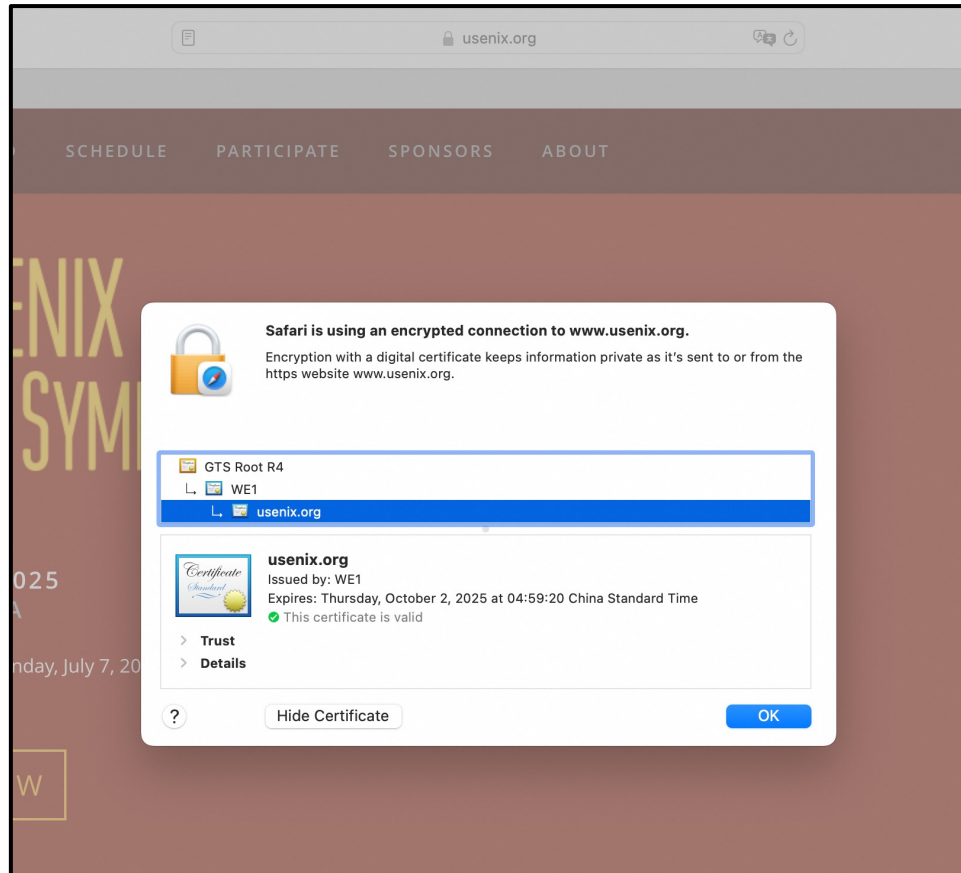 usenix.org
SCHEDULE PARTICIPATE SPONSORS ABOUT
ENIX
SYM
Safari is using an encrypted connection to www.usenix.org.
Encryption with a digital certificate keeps information private as it's sent to or from the
https website www.usenix.org.
GTS Root R4
WE1
usenix.org
Certificate
Standard
usenix.org
Issued by: WE1
Expires: Thursday, October 2, 2025 at 04:59:20 China Standard Time
This certificate is valid
Trust
Details
025
A
nday, July 7, 20
? Hide Certificate OK
W